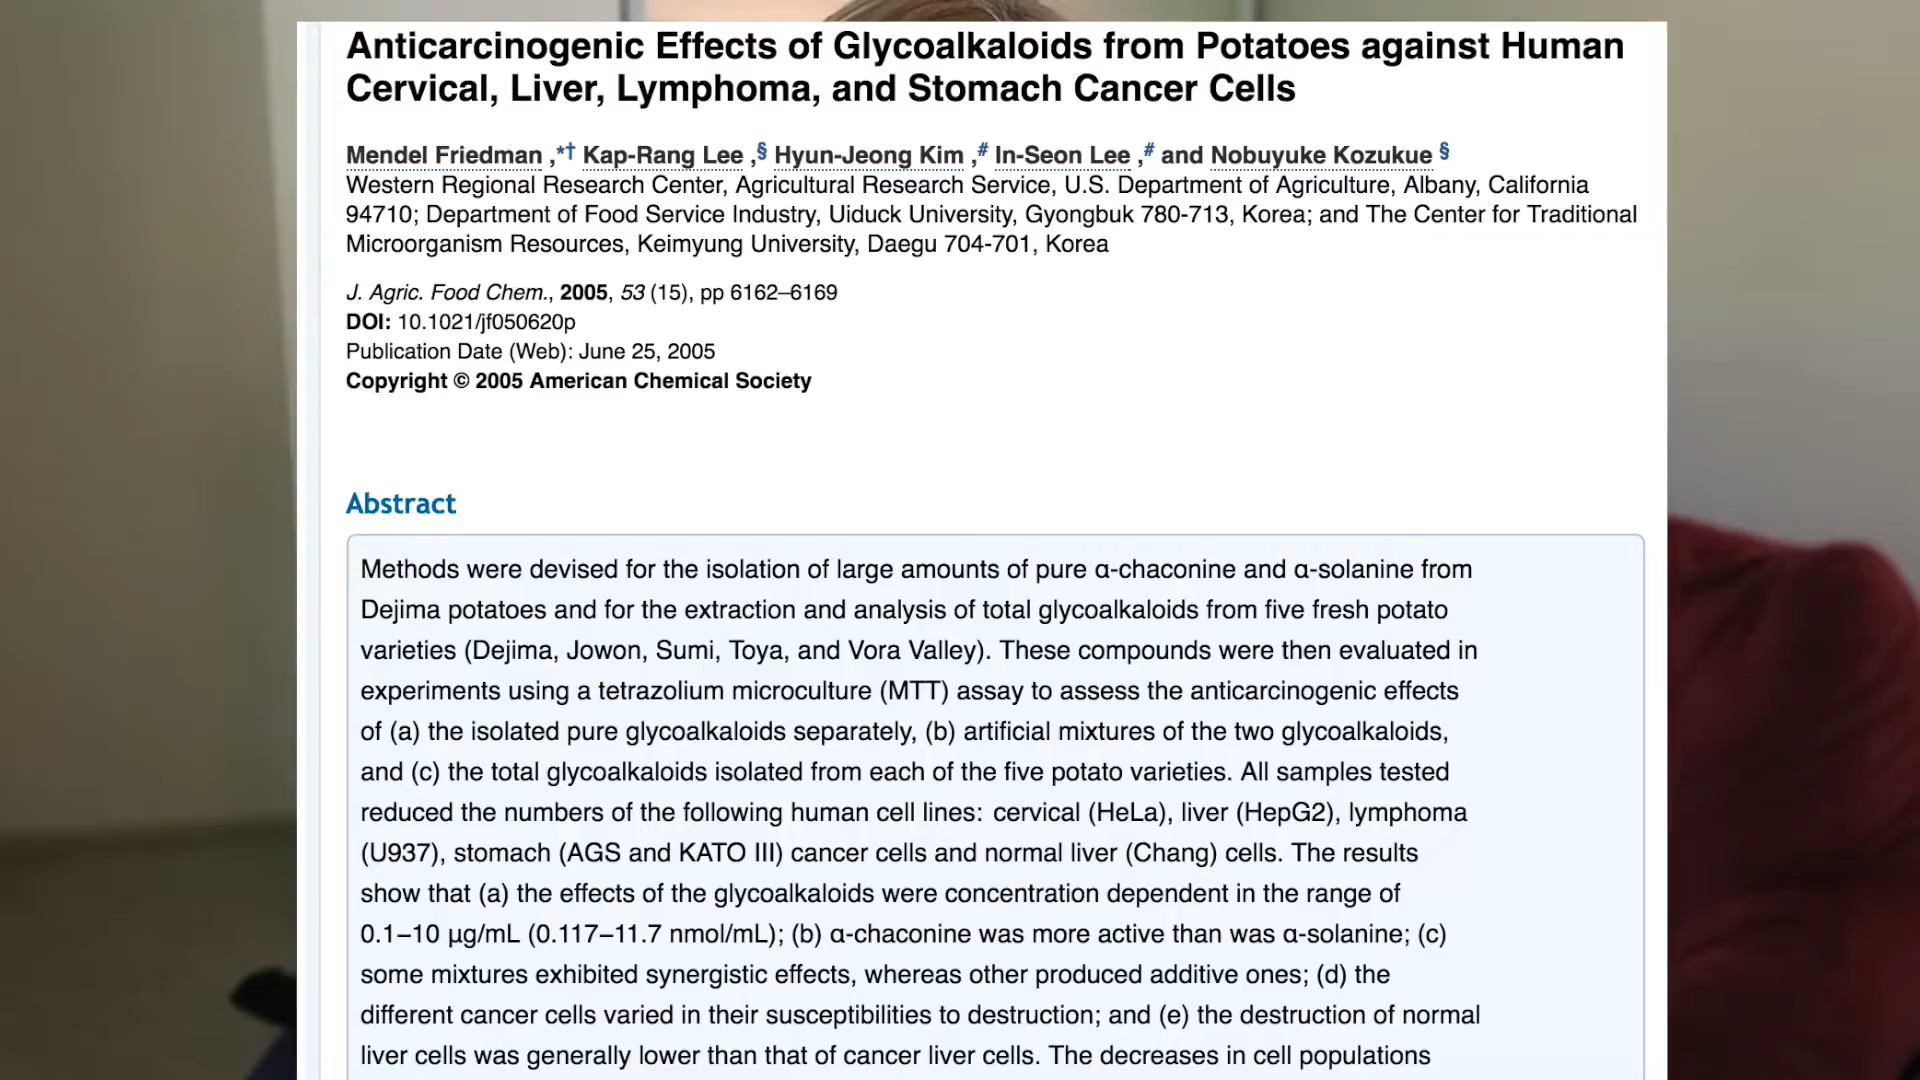 Anticarcinogenic Effects of Glycoalkaloids from Potatoes against Human
Cervical, Liver, Lymphoma, and Stomach Cancer Cells
Mendel Friedman ,*† Kap-Rang Lee ,§ Hyun-Jeong Kim ,# In-Seon Lee ,# and Nobuyuke Kozukue §
Western Regional Research Center, Agricultural Research Service, U.S. Department of Agriculture, Albany, California
94710; Department of Food Service Industry, Uiduck University, Gyongbuk 780-713, Korea; and The Center for Traditional
Microorganism Resources, Keimyung University, Daegu 704-701, Korea
J. Agric. Food Chem., 2005, 53 (15), pp 6162–6169
DOI: 10.1021/jf050620p
Publication Date (Web): June 25, 2005
Copyright © 2005 American Chemical Society
Abstract
Methods were devised for the isolation of large amounts of pure α-chaconine and α-solanine from
Dejima potatoes and for the extraction and analysis of total glycoalkaloids from five fresh potato
varieties (Dejima, Jowon, Sumi, Toya, and Vora Valley). These compounds were then evaluated in
experiments using a tetrazolium microculture (MTT) assay to assess the anticarcinogenic effects
of (a) the isolated pure glycoalkaloids separately, (b) artificial mixtures of the two glycoalkaloids,
and (c) the total glycoalkaloids isolated from each of the five potato varieties. All samples tested
reduced the numbers of the following human cell lines: cervical (HeLa), liver (HepG2), lymphoma
(U937), stomach (AGS and KATO III) cancer cells and normal liver (Chang) cells. The results
show that (a) the effects of the glycoalkaloids were concentration dependent in the range of
0.1–10 μg/mL (0.117–11.7 nmol/mL); (b) α-chaconine was more active than was α-solanine; (c)
some mixtures exhibited synergistic effects, whereas other produced additive ones; (d) the
different cancer cells varied in their susceptibilities to destruction; and (e) the destruction of normal
liver cells was generally lower than that of cancer liver cells. The decreases in cell populations